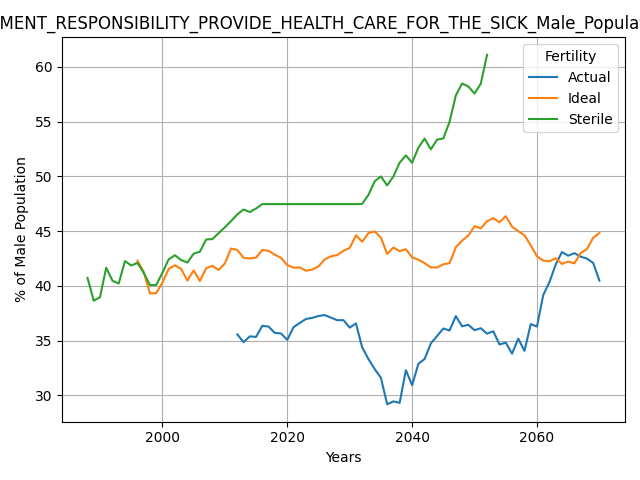 MENT_RESPONSIBILITY_PROVIDE_HEALTH_CARE_FOR_THE_SICK_Male_Popula
Fertility
Actual
Ideal
Sterile
% of Male Population
60
55
50
45
40
35
30
2000
2020
2040
2060
Years